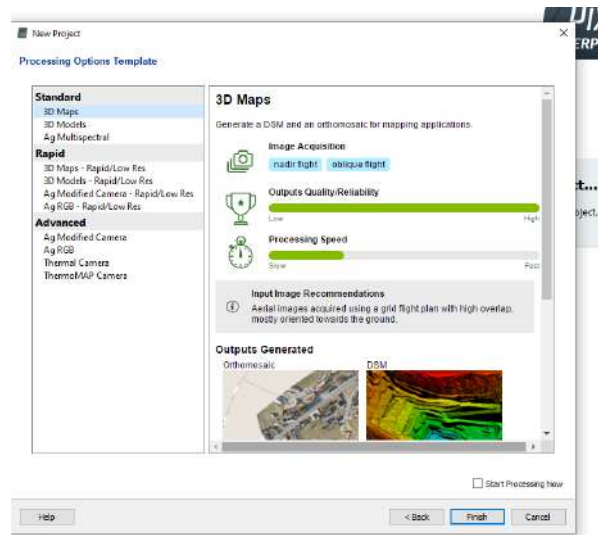 New Project
Processing Options Template
Standard
3D Maps
3D Models
Ag Multispectral
Rapid
3D Maps - Rapid/Low Res
3D Models - Rapid/Low Res
Ag Modified Camera - Rapid/Low Res
Ag RGB - Rapid/Low Res
Advanced
Ag Modified Camera
Ag RGB
Thermal Camera
ThermoMAP Camera
3D Maps
Generate a DSM and an orthomosaic for mapping applications.
Image Acquisition
nadir flight oblique flight
Outputs Quality/Reliability
Low High
Processing Speed
Slow Fast
Input Image Recommendations
Aerial images acquired using a grid flight plan with high overlap,
mostly oriented towards the ground.
Outputs Generated
Orthomosaic DSM
Start Processing Now
Help < Back Finish Cancel
ERP
t...
ject.